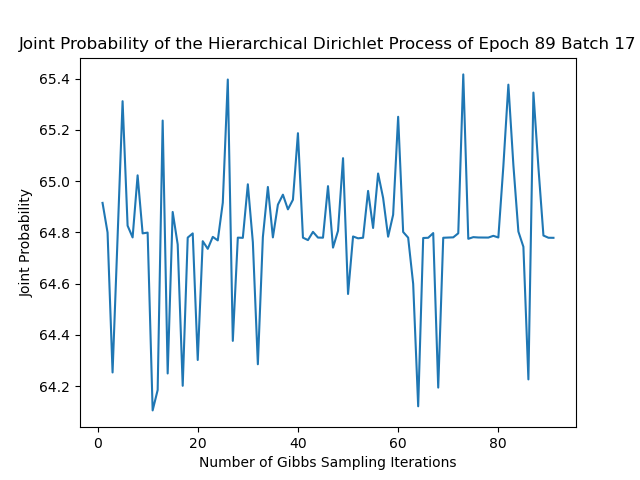 Joint Probability of the Hierarchical Dirichlet Process of Epoch 89 Batch 17
65.4
65.2
65.0
64.8
64.6
64.4
64.2
Joint Probability
0 20 40 60 80
Number of Gibbs Sampling Iterations